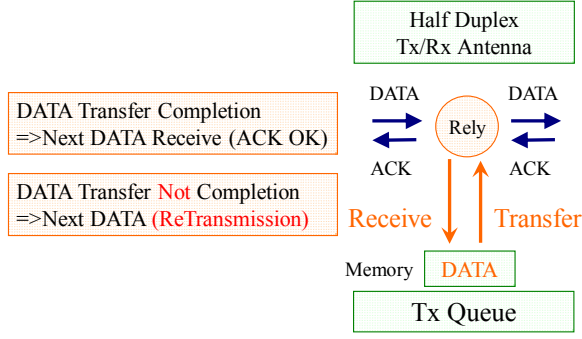 Half Duplex
Tx/Rx Antenna
DATA Transfer Completion
=>Next DATA Receive (ACK OK)
DATA
DATA
Rely
ACK
ACK
DATA Transfer Not Completion
=>Next DATA (ReTransmission)
Receive
Transfer
Memory
DATA
Tx Queue